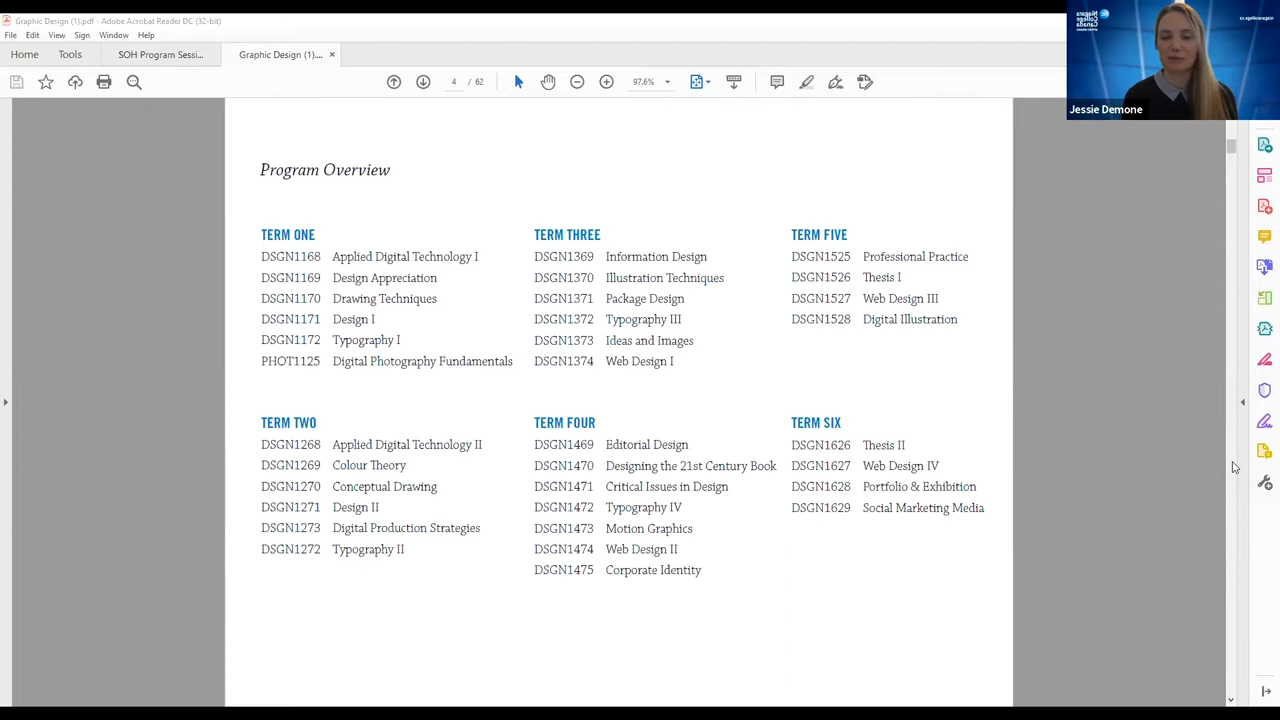 Graphic Design (1).pdf - Adobe Acrobat Reader DC (32-bit)
File Edit View Sign Window Help
Home Tools SOH Program Sessi... Graphic Design (1).... ×
4 / 62 97.6%
Niagara
College
Canada
niagaracollege.ca
Jessie Demone
Program Overview
TERM ONE
DSGN1168 Applied Digital Technology I
DSGN1169 Design Appreciation
DSGN1170 Drawing Techniques
DSGN1171 Design I
DSGN1172 Typography I
PHOT1125 Digital Photography Fundamentals
TERM TWO
DSGN1268 Applied Digital Technology II
DSGN1269 Colour Theory
DSGN1270 Conceptual Drawing
DSGN1271 Design II
DSGN1273 Digital Production Strategies
DSGN1272 Typography II
TERM THREE
DSGN1369 Information Design
DSGN1370 Illustration Techniques
DSGN1371 Package Design
DSGN1372 Typography III
DSGN1373 Ideas and Images
DSGN1374 Web Design I
TERM FOUR
DSGN1469 Editorial Design
DSGN1470 Designing the 21st Century Book
DSGN1471 Critical Issues in Design
DSGN1472 Typography IV
DSGN1473 Motion Graphics
DSGN1474 Web Design II
DSGN1475 Corporate Identity
TERM FIVE
DSGN1525 Professional Practice
DSGN1526 Thesis I
DSGN1527 Web Design III
DSGN1528 Digital Illustration
TERM SIX
DSGN1626 Thesis II
DSGN1627 Web Design IV
DSGN1628 Portfolio & Exhibition
DSGN1629 Social Marketing Media